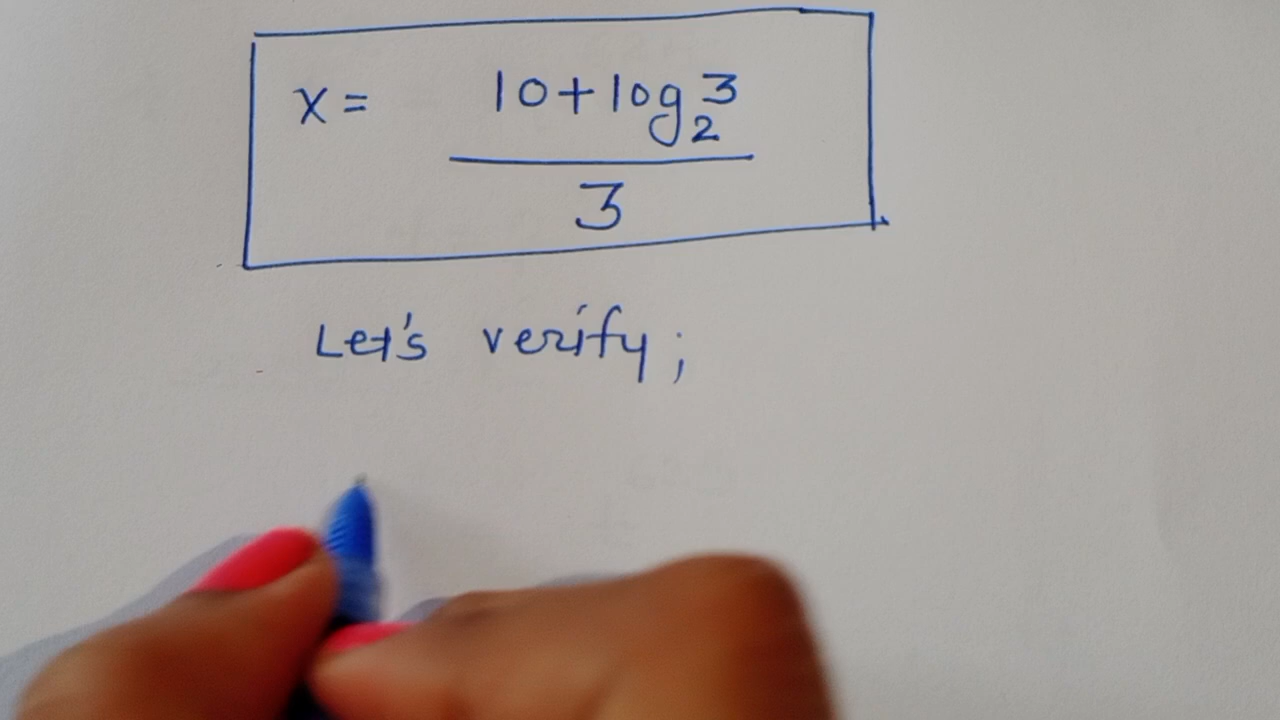 x = 10 + log₂3
3
Let's verify;